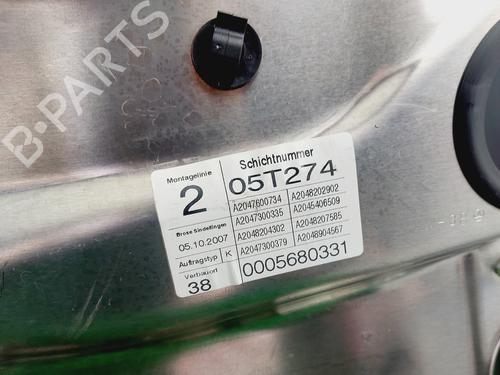 B-PARTS
Montagelinie
2
Schichtnummer
05T274
Brose Sindelfingen
05.10.2007
A2047600734 A2048202902
A2047300335 A2045406509
A2048204302 A2048207585
A2047300379 A2048904567
Auftragstyp K
Verbauort
38
0005680331